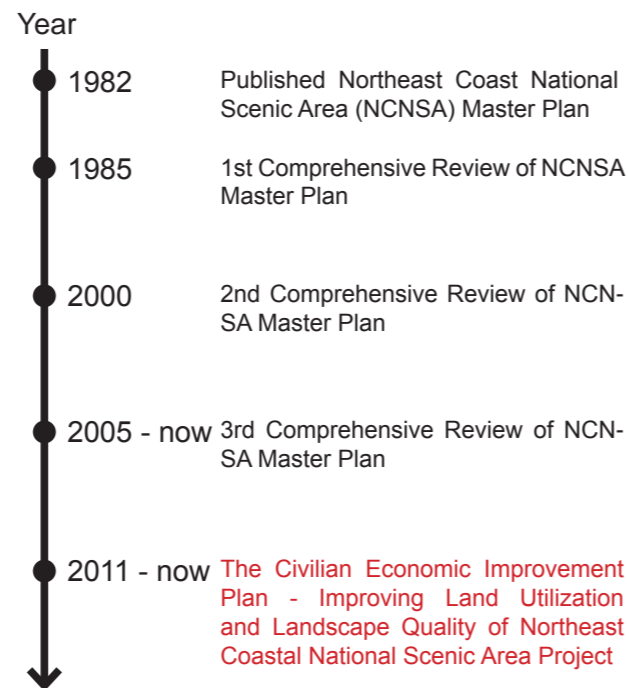 Year
1982
Published Northeast Coast National
Scenic Area (NCNSA) Master Plan
1985
1st Comprehensive Review of NCNSA
Master Plan
2000
2nd Comprehensive Review of NCN-
SA Master Plan
2005 - now
3rd Comprehensive Review of NCN-
SA Master Plan
2011 - now
The Civilian Economic Improvement
Plan - Improving Land Utilization
and Landscape Quality of Northeast
Coastal National Scenic Area Project